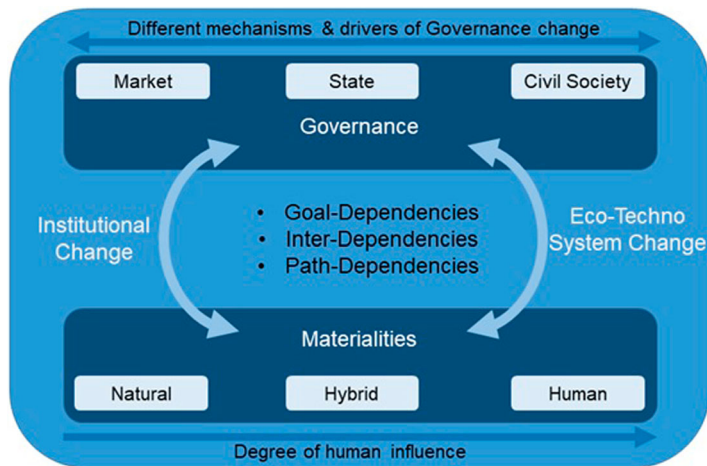 Different mechanisms & drivers of Governance change
Market
State
Civil Society
Governance
Institutional
Change
• Goal-Dependencies
• Inter-Dependencies
• Path-Dependencies
Eco-Techno
System Change
Materialities
Natural
Hybrid
Human
Degree of human influence